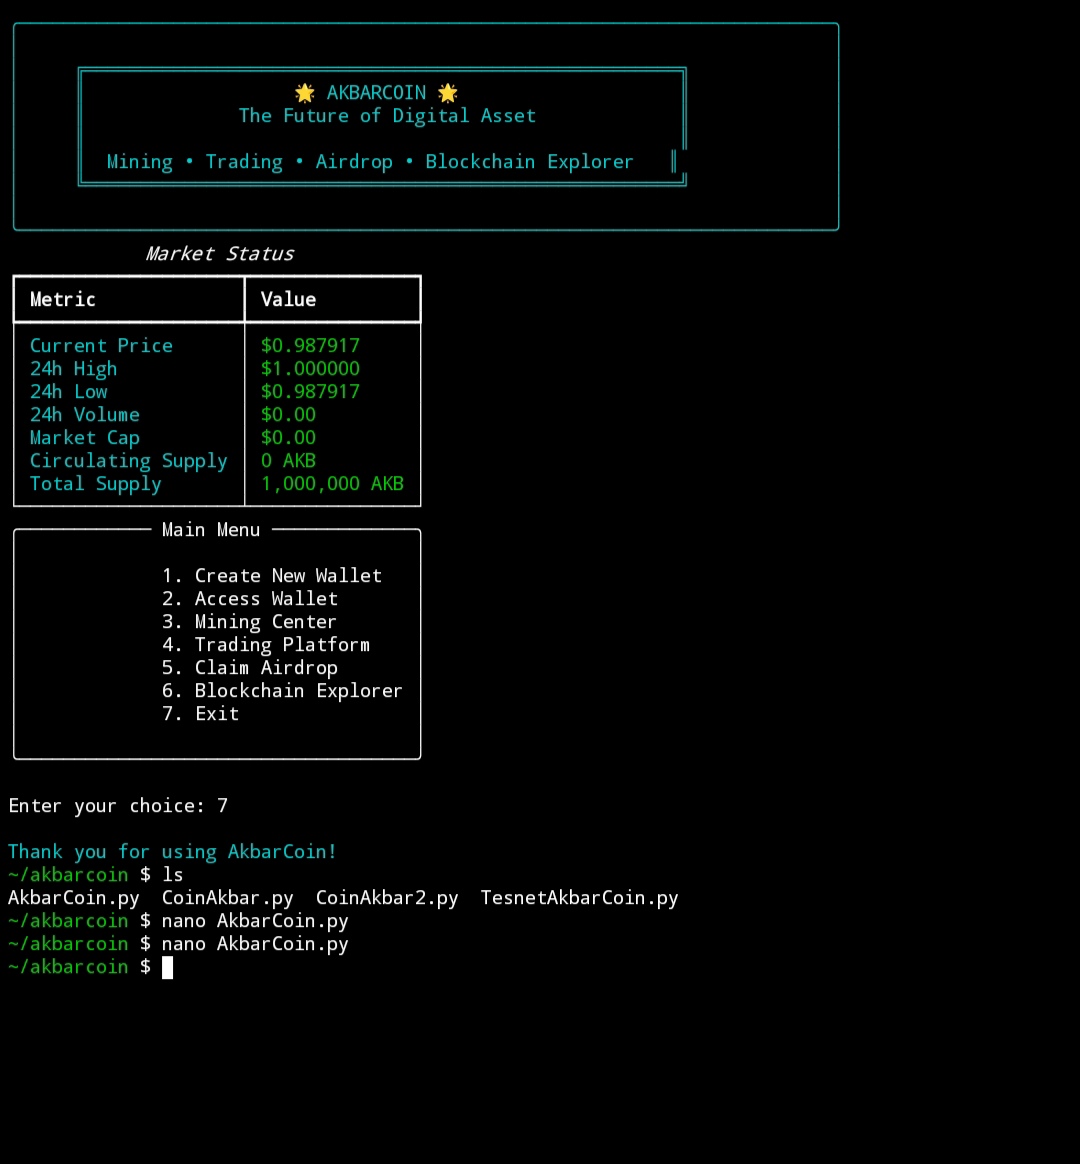 🌟 AKBARCOIN 🌟
The Future of Digital Asset
Mining • Trading • Airdrop • Blockchain Explorer
Market Status
Metric Value
Current Price $0.987917
24h High $1.000000
24h Low $0.987917
24h Volume $0.00
Market Cap $0.00
Circulating Supply 0 AKB
Total Supply 1,000,000 AKB
Main Menu
1. Create New Wallet
2. Access Wallet
3. Mining Center
4. Trading Platform
5. Claim Airdrop
6. Blockchain Explorer
7. Exit
Enter your choice: 7
Thank you for using AkbarCoin!
~/akbarcoin $ ls
AkbarCoin.py CoinAkbar.py CoinAkbar2.py TesnetAkbarCoin.py
~/akbarcoin $ nano AkbarCoin.py
~/akbarcoin $ nano AkbarCoin.py
~/akbarcoin $